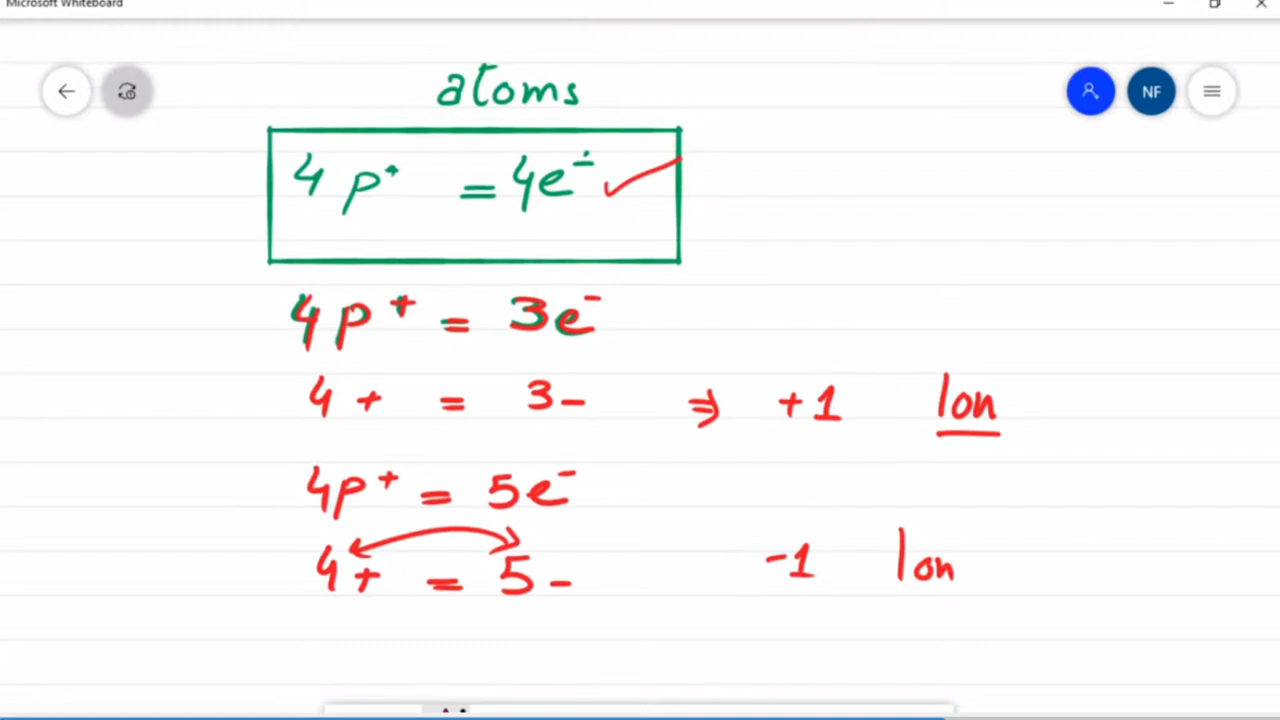 Microsoft Whiteboard
NF
atoms
4 p⁺ = 4e⁻ ✓
4p⁺ = 3e⁻
4 + = 3 - ⇒ +1 Ion
4p⁺ = 5e⁻
4+ = 5 - -1 Ion